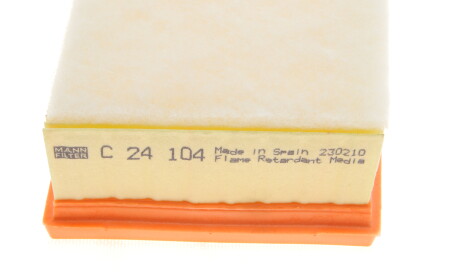 MANN
FILTER
C 24 104
Made in Spain 230210
Flame Retardant Media